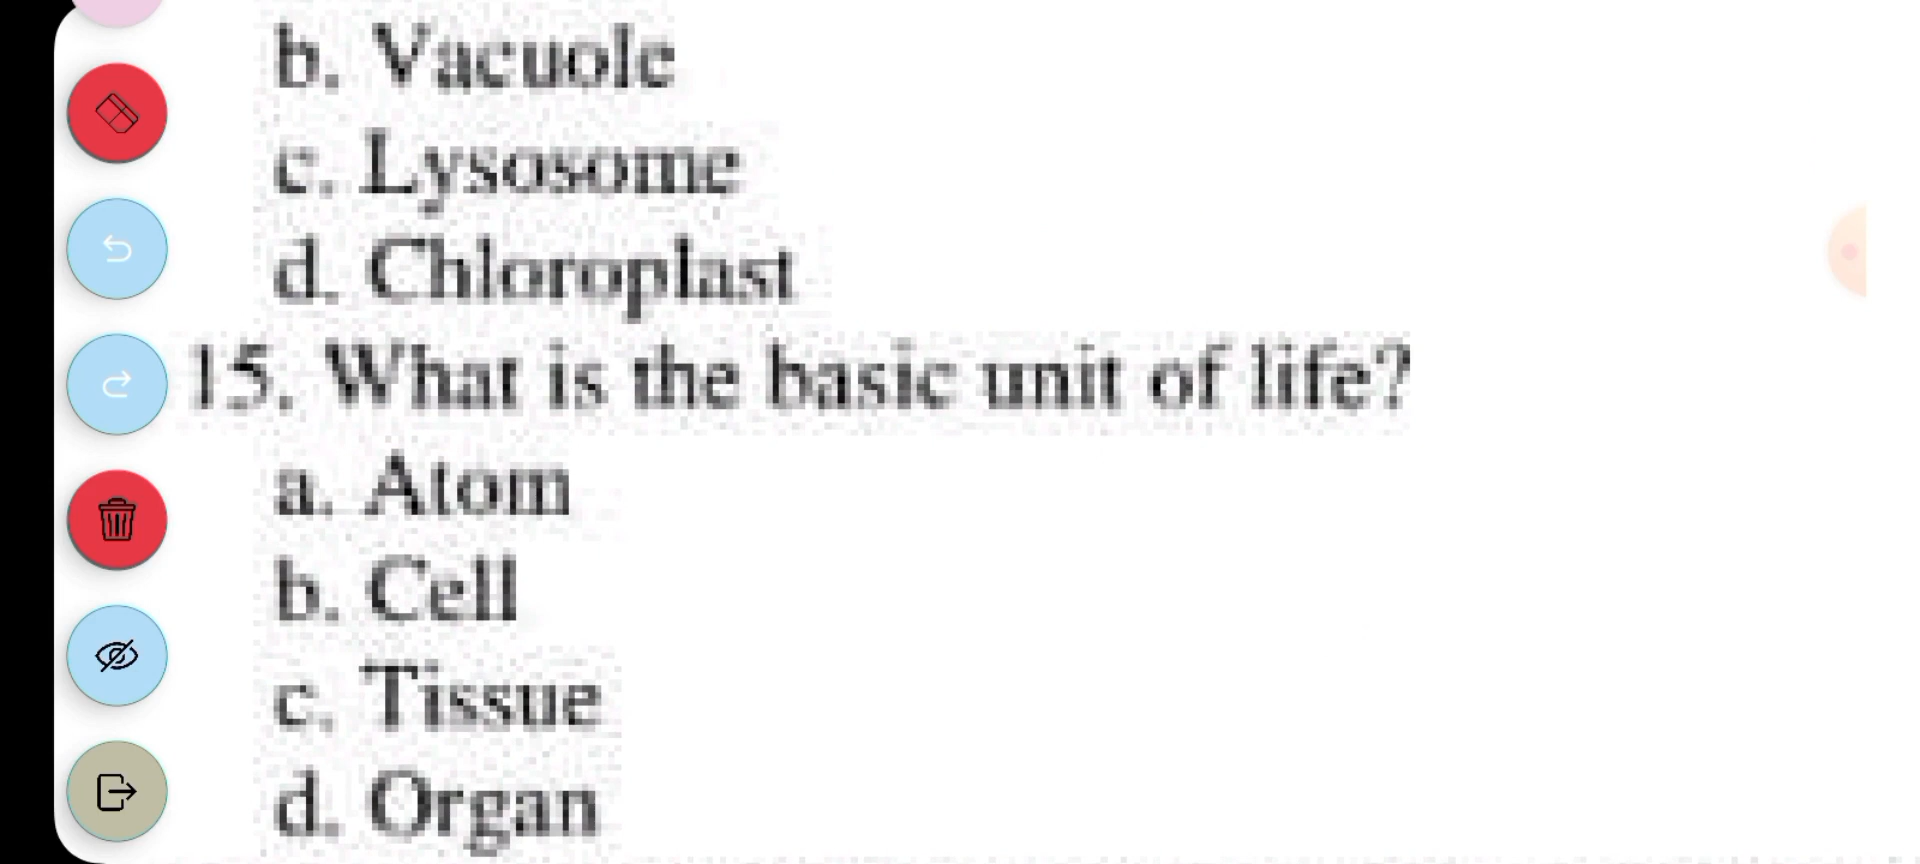 b. Vacuole
c. Lysosome
d. Chloroplast
15. What is the basic unit of life?
a. Atom
b. Cell
c. Tissue
d. Organ